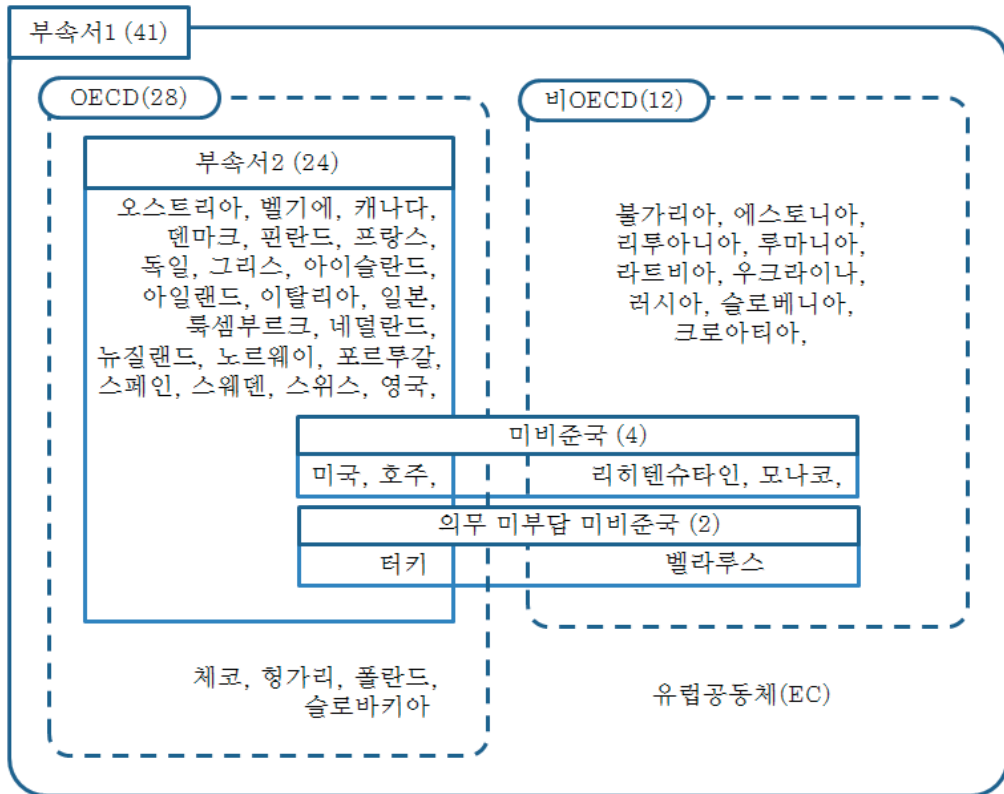 부속서1 (41)
OECD(28)
부속서2 (24)
오스트리아, 벨기에, 캐나다,
덴마크, 핀란드, 프랑스,
독일, 그리스, 아이슬란드,
아일랜드, 이탈리아, 일본,
룩셈부르크, 네덜란드,
뉴질랜드, 노르웨이, 포르투갈,
스페인, 스웨덴, 스위스, 영국,
비OECD(12)
불가리아, 에스토니아,
리투아니아, 루마니아,
라트비아, 우크라이나,
러시아, 슬로베니아,
크로아티아,
미비준국 (4)
미국, 호주,
리히텐슈타인, 모나코,
의무 미부담 미비준국 (2)
터키
벨라루스
체코, 헝가리, 폴란드,
슬로바키아
유럽공동체(EC)